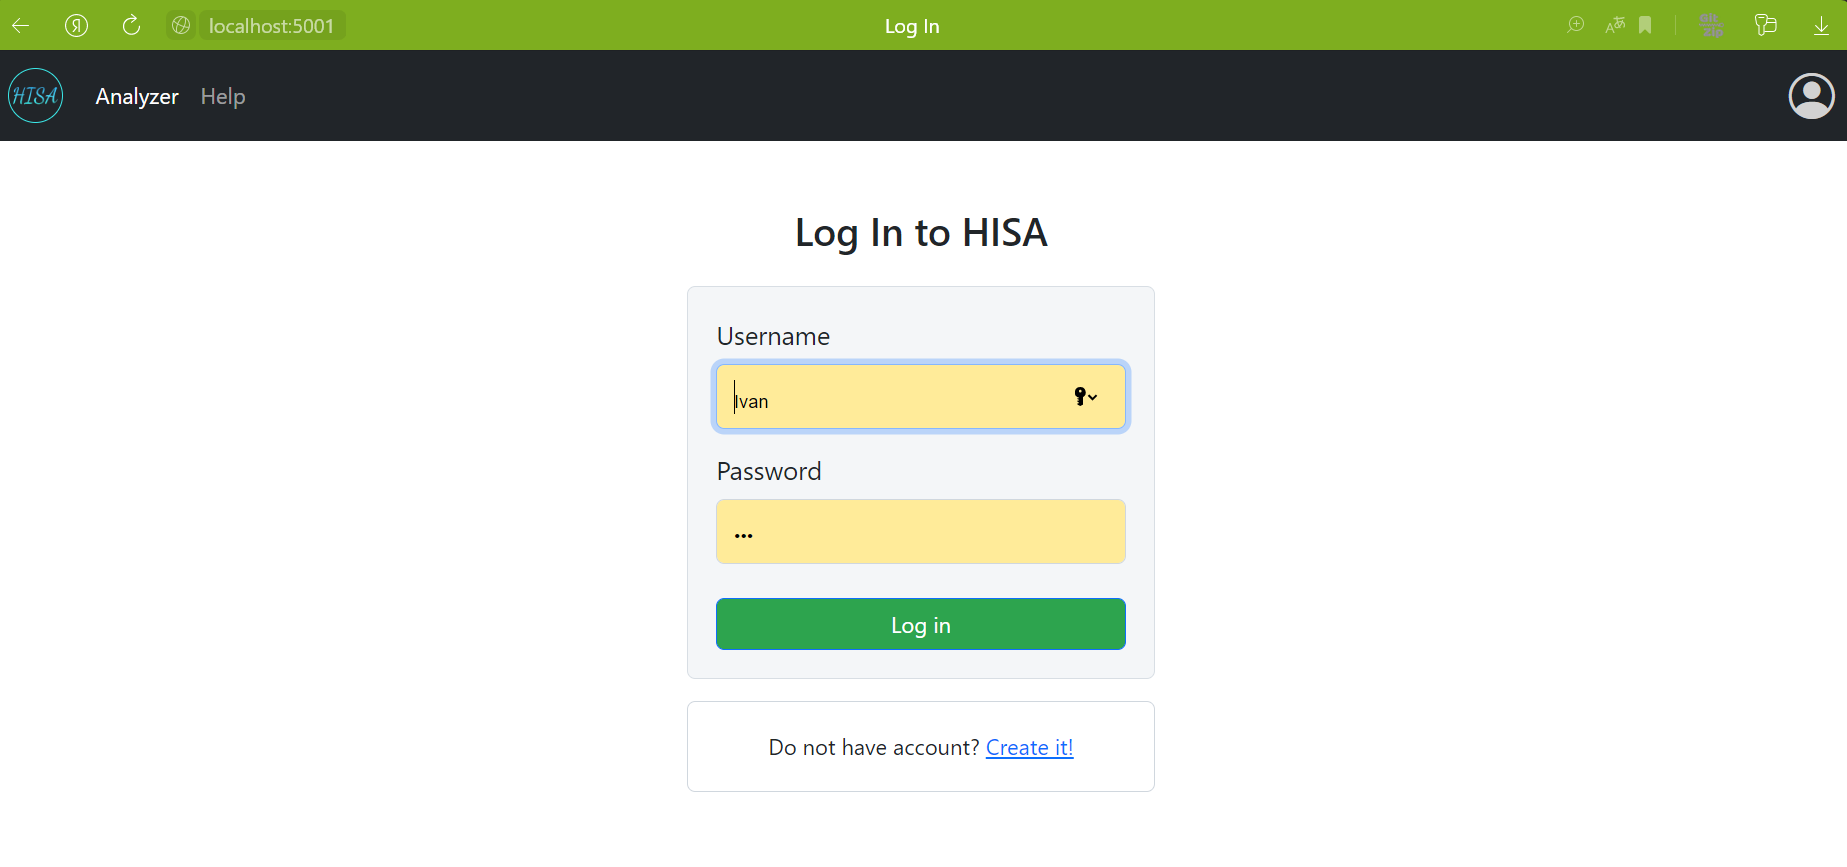 localhost:5001
Log In
HISA
Analyzer
Help
Log In to HISA
Username
Ivan
Password
•••
Log in
Do not have account? Create it!